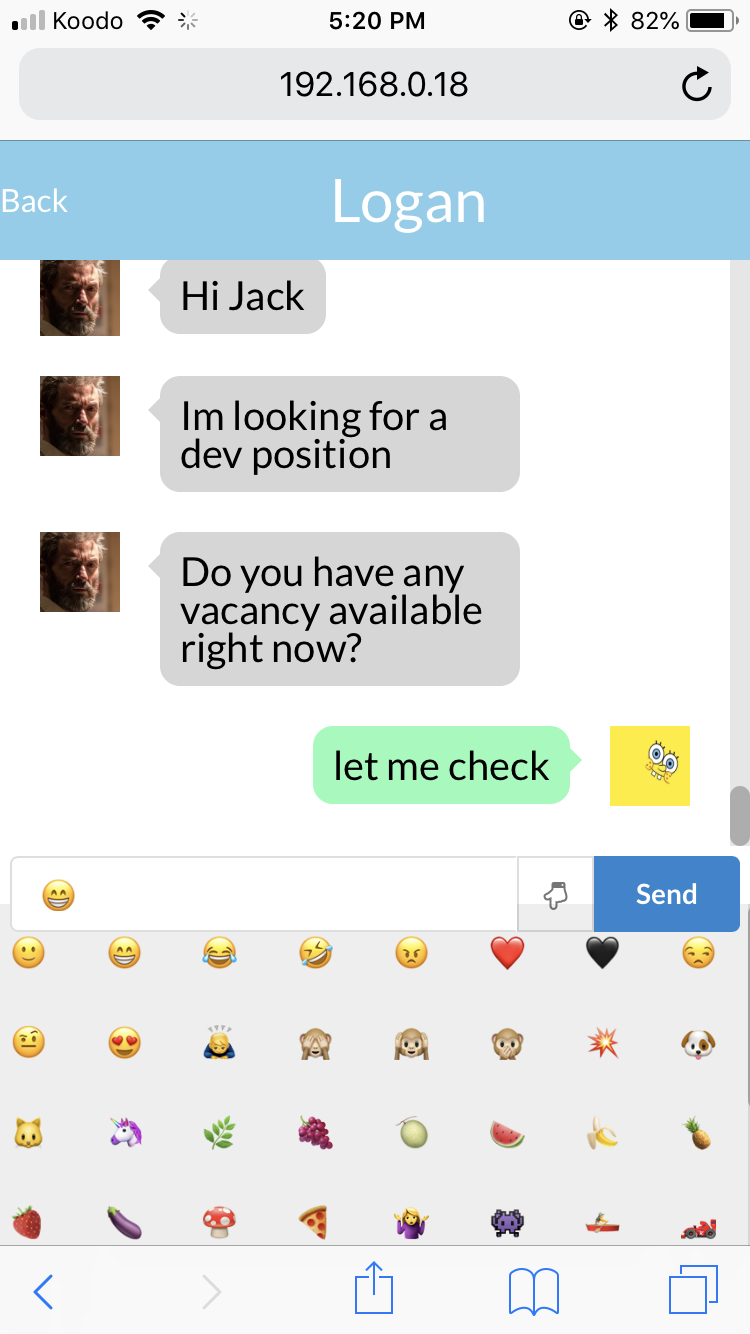 Koodo 5:20 PM 82%
192.168.0.18
Back Logan
Hi Jack
Im looking for a
dev position
Do you have any
vacancy available
right now?
let me check
Send